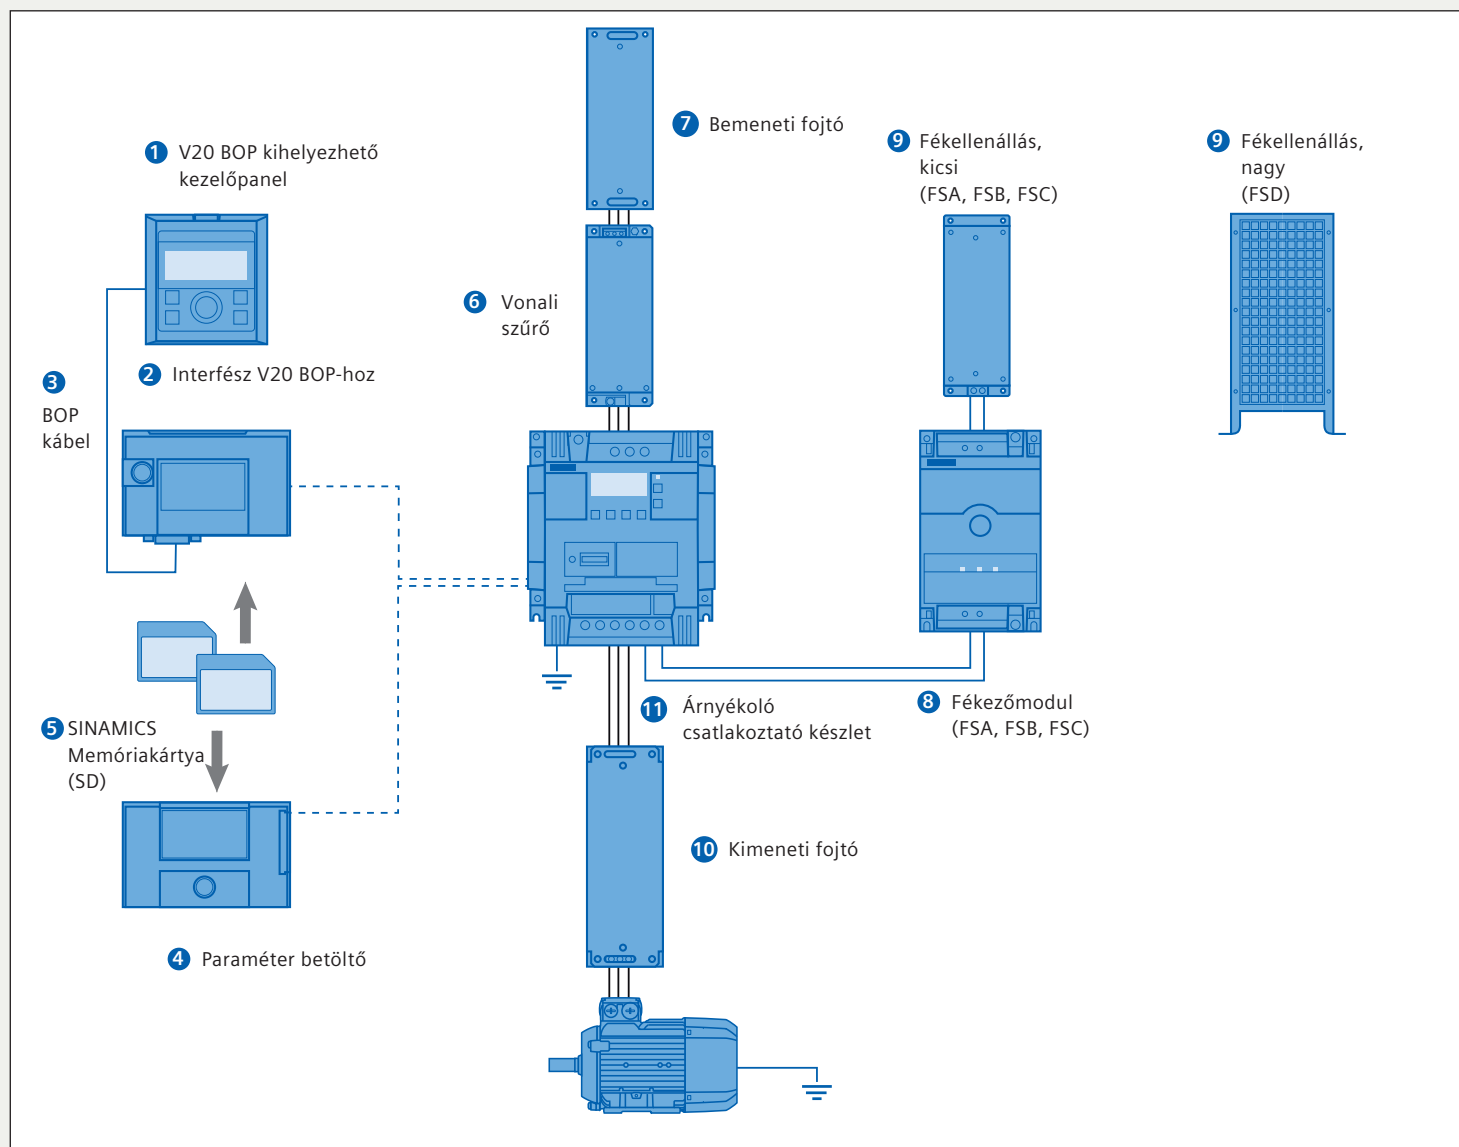 7 Bemeneti fojtó
1 V20 BOP kihelyezhető
kezelőpanel
9 Fékellenállás,
kicsi
(FSA, FSB, FSC)
9 Fékellenállás,
nagy
(FSD)
6 Vonali
szűrő
2 Interfész V20 BOP-hoz
3
BOP
kábel
5 SINAMICS
Memóriakártya
(SD)
11 Árnyékoló
csatlakoztató készlet
8 Fékezőmodul
(FSA, FSB, FSC)
10 Kimeneti fojtó
4 Paraméter betöltő